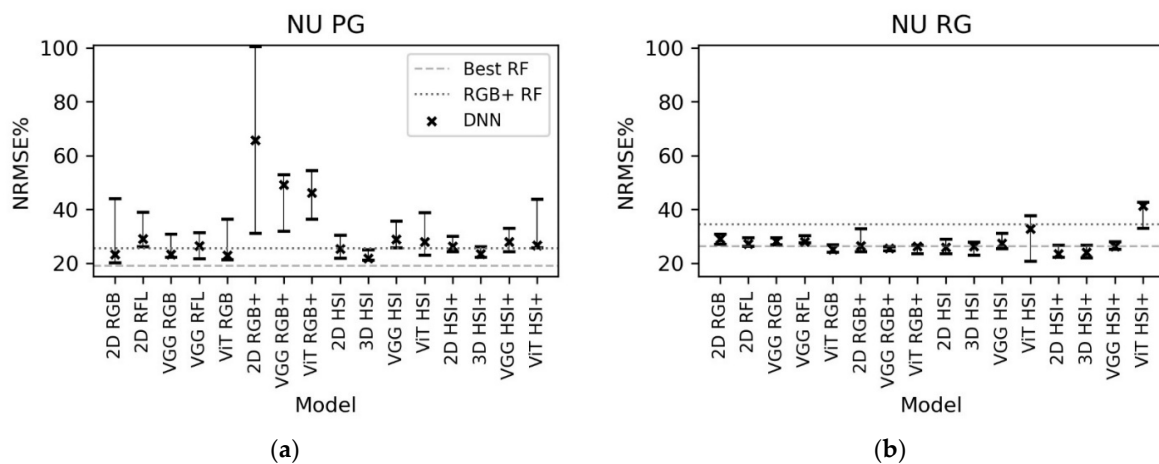 NU PG
NRMSE%
100
80
60
40
20
Best RF
RGB+ RF
DNN
2D RGB
2D RFL
VGG RGB
VGG RFL
ViT RGB
2D RGB+
VGG RGB+
ViT RGB+
2D HSI
3D HSI
VGG HSI
ViT HSI
2D HSI+
3D HSI+
VGG HSI+
ViT HSI+
Model
(a)
NU RG
NRMSE%
100
80
60
40
20
2D RGB
2D RFL
VGG RGB
VGG RFL
ViT RGB
2D RGB+
VGG RGB+
ViT RGB+
2D HSI
3D HSI
VGG HSI
ViT HSI
2D HSI+
3D HSI+
VGG HSI+
ViT HSI+
Model
(b)